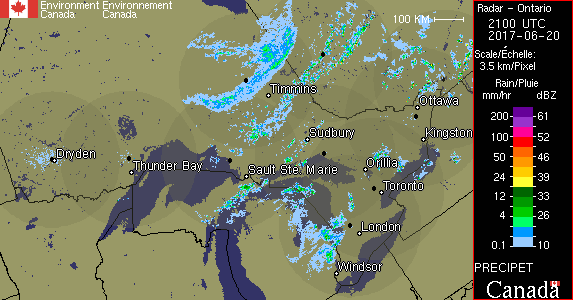 Environment Environnement
Canada Canada
100 KM
Timmins
Ottawa
Sudbury
Kingston
Dryden
Thunder Bay
Sault Ste. Marie
Orillia
Toronto
London
Windsor
Radar - Ontario
2100 UTC
2017-06-20
Scale/Échelle:
3.5 km/Pixel
Rain/Pluie
mm/hr dBZ
200 61
100 52
50 46
24 39
12 33
4 26
0.1 10
PRECIPET
Canada